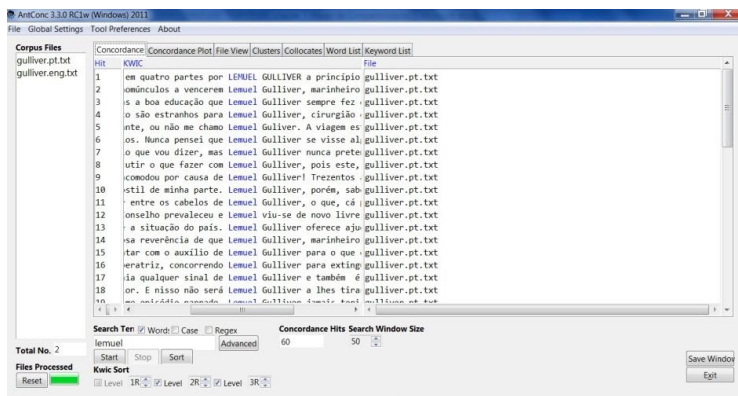 AntConc 3.3.0 RC1w (Windows) 2011
File Global Settings Tool Preferences About
Corpus Files
gulliver.pt.txt
gulliver.eng.txt
Concordance Concordance Plot File View Clusters Collocates Word List Keyword List
Hit KWIC File
1 em quatro partes por LEMUEL GULLIVER a princípio gulliver.pt.txt
2 omúnculos a vencerem Lemuel Gulliver, marinheiro gulliver.pt.txt
3 s a boa educação que Lemuel Gulliver sempre fez gulliver.pt.txt
4 o são estranhos para Lemuel Gulliver, cirurgião gulliver.pt.txt
5 nte, ou não me chamo Lemuel Guliver. A viagem es gulliver.pt.txt
6 os. Nunca pensei que Lemuel Gulliver se visse al gulliver.pt.txt
7 o que vou dizer, mas Lemuel Gulliver nunca prete gulliver.pt.txt
8 utir o que fazer com Lemuel Gulliver, pois este, gulliver.pt.txt
9 comodou por causa de Lemuel Gulliver! Trezentos gulliver.pt.txt
10 stil de minha parte. Lemuel Gulliver, porém, sab gulliver.pt.txt
11 entre os cabelos de Lemuel Gulliver, o que, cá gulliver.pt.txt
12 onselho prevaleceu e Lemuel viu-se de novo livre gulliver.pt.txt
13 a situação do país. Lemuel Gulliver oferece aju gulliver.pt.txt
14 sa reverência de que Lemuel Gulliver, marinheiro gulliver.pt.txt
15 tar com o auxílio de Lemuel Gulliver para o que gulliver.pt.txt
16 eratriz, concorrendo Lemuel Gulliver para exting gulliver.pt.txt
17 ia qualquer sinal de Lemuel Gulliver e também é gulliver.pt.txt
18 or. E nisso não será Lemuel Gulliver a lhes tira gulliver.pt.txt
Search Ter Words Case Regex Concordance Hits Search Window Size
lemuel Advanced 60 50
Total No. 2
Start Stop Sort
Save Window
Files Processed
Kwic Sort
Reset Level 1R Level 2R Level 3R Exit